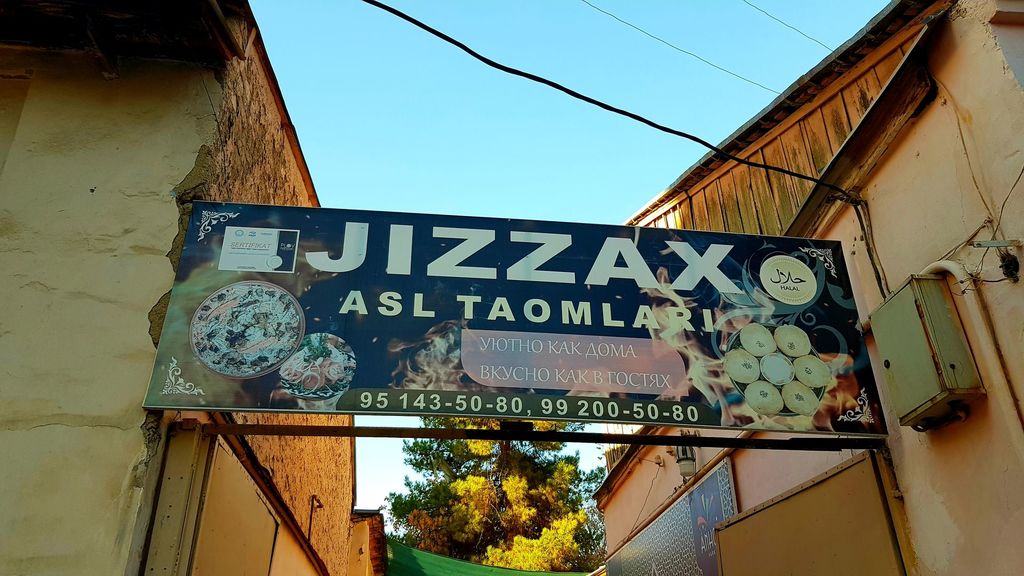 SERTIFIKAT
JIZZAX
حلال
HALAL
ASL TAOMLARI
УЮТНО КАК ДОМА
ВКУСНО КАК В ГОСТЯХ
95 143-50-80, 99 200-50-80